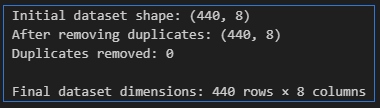 Initial dataset shape: (440, 8)
After removing duplicates: (440, 8)
Duplicates removed: 0
Final dataset dimensions: 440 rows × 8 columns